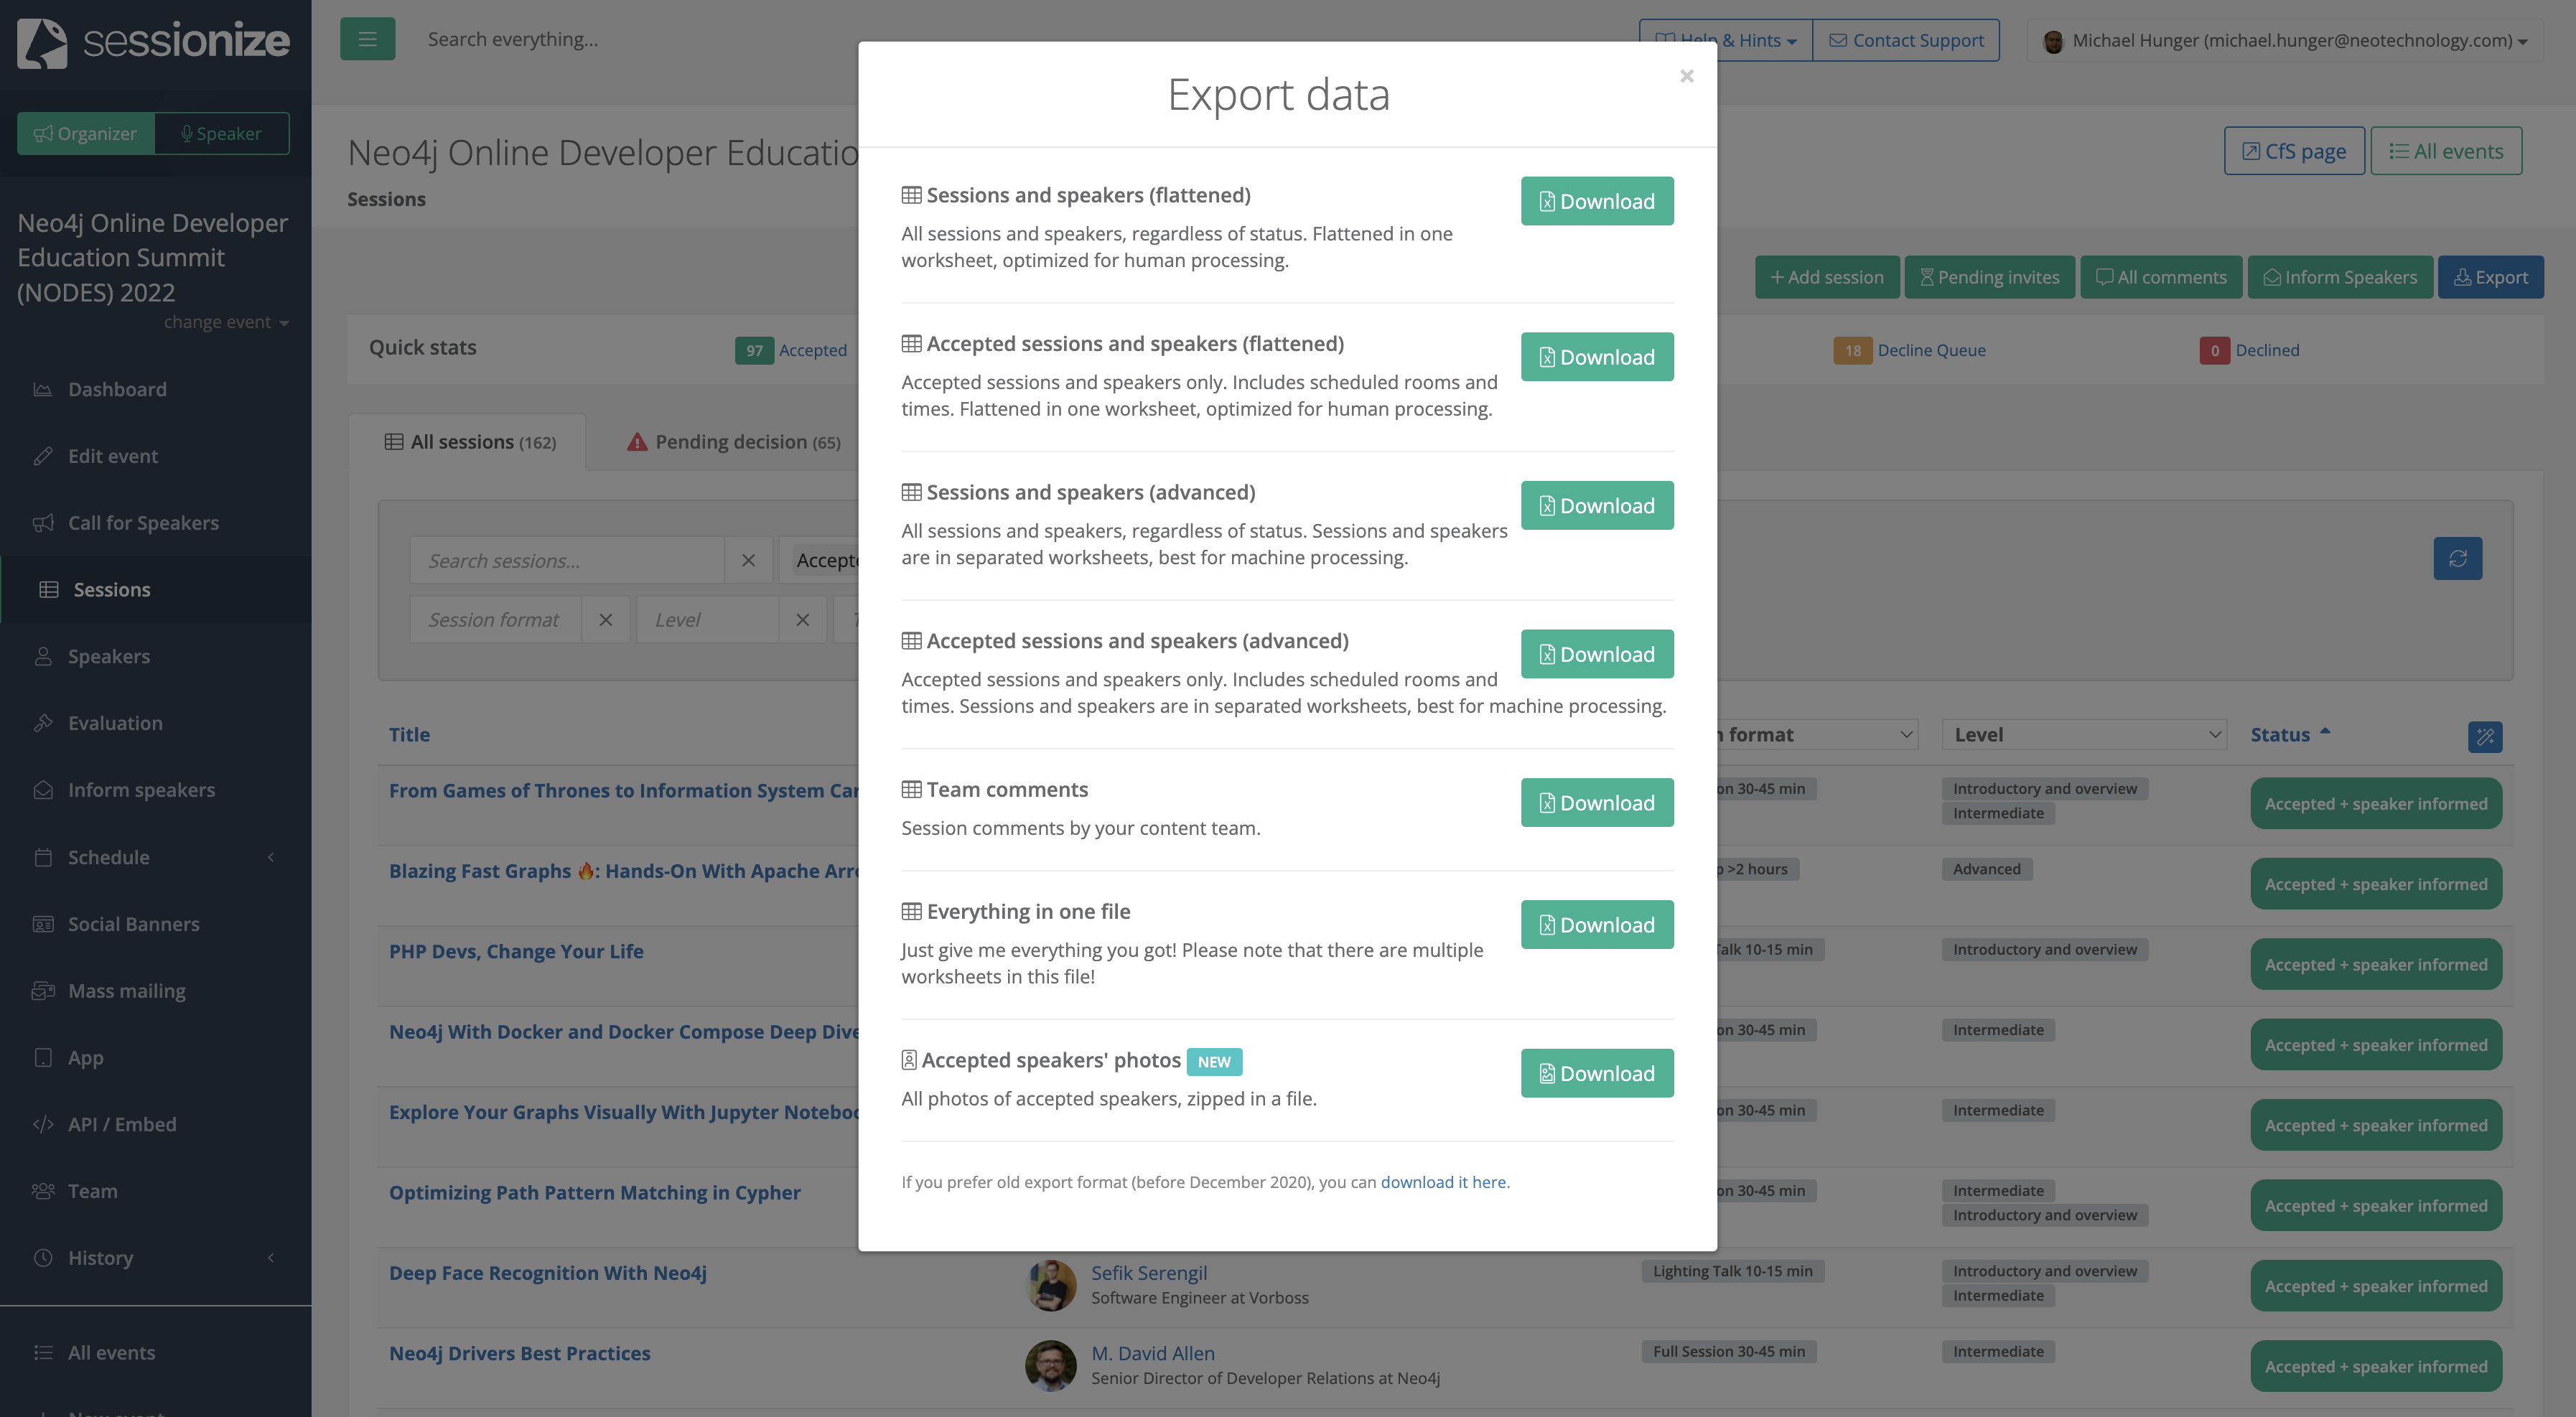 sessionize
Search everything...
Help & Hints
Contact Support
Michael Hunger (michael.hunger@neotechnology.com)
Organizer
Speaker
Neo4j Online Developer Education Summit (NODES) 2022
change event
Dashboard
Edit event
Call for Speakers
Sessions
Speakers
Evaluation
Inform speakers
Schedule
Social Banners
Mass mailing
App
API / Embed
Team
History
All events
New event
Neo4j Online Developer Educatio
Sessions
CfS page
All events
+ Add session
Pending invites
All comments
Inform Speakers
Export
Quick stats
97 Accepted
18 Decline Queue
0 Declined
All sessions (162)
Pending decision (65)
Search sessions...
Accepte
Session format
Level
Export data
×
Sessions and speakers (flattened)
Download
All sessions and speakers, regardless of status. Flattened in one
worksheet, optimized for human processing.
Accepted sessions and speakers (flattened)
Download
Accepted sessions and speakers only. Includes scheduled rooms and
times. Flattened in one worksheet, optimized for human processing.
Sessions and speakers (advanced)
Download
All sessions and speakers, regardless of status. Sessions and speakers
are in separated worksheets, best for machine processing.
Accepted sessions and speakers (advanced)
Download
Accepted sessions and speakers only. Includes scheduled rooms and
times. Sessions and speakers are in separated worksheets, best for machine processing.
Team comments
Download
Session comments by your content team.
Everything in one file
Download
Just give me everything you got! Please note that there are multiple
worksheets in this file!
Accepted speakers' photos NEW
Download
All photos of accepted speakers, zipped in a file.
If you prefer old export format (before December 2020), you can download it here.
Title
format
Level
Status
From Games of Thrones to Information System Car
on 30-45 min
Introductory and overview
Intermediate
Accepted + speaker informed
Blazing Fast Graphs 🔥: Hands-On With Apache Arro
>2 hours
Advanced
Accepted + speaker informed
PHP Devs, Change Your Life
Talk 10-15 min
Introductory and overview
Accepted + speaker informed
Neo4j With Docker and Docker Compose Deep Dive
on 30-45 min
Intermediate
Accepted + speaker informed
Explore Your Graphs Visually With Jupyter Noteboo
on 30-45 min
Intermediate
Accepted + speaker informed
Optimizing Path Pattern Matching in Cypher
on 30-45 min
Intermediate
Introductory and overview
Accepted + speaker informed
Deep Face Recognition With Neo4j
Sefik Serengil
Software Engineer at Vorboss
Lighting Talk 10-15 min
Introductory and overview
Intermediate
Accepted + speaker informed
Neo4j Drivers Best Practices
M. David Allen
Senior Director of Developer Relations at Neo4j
Full Session 30-45 min
Intermediate
Accepted + speaker informed